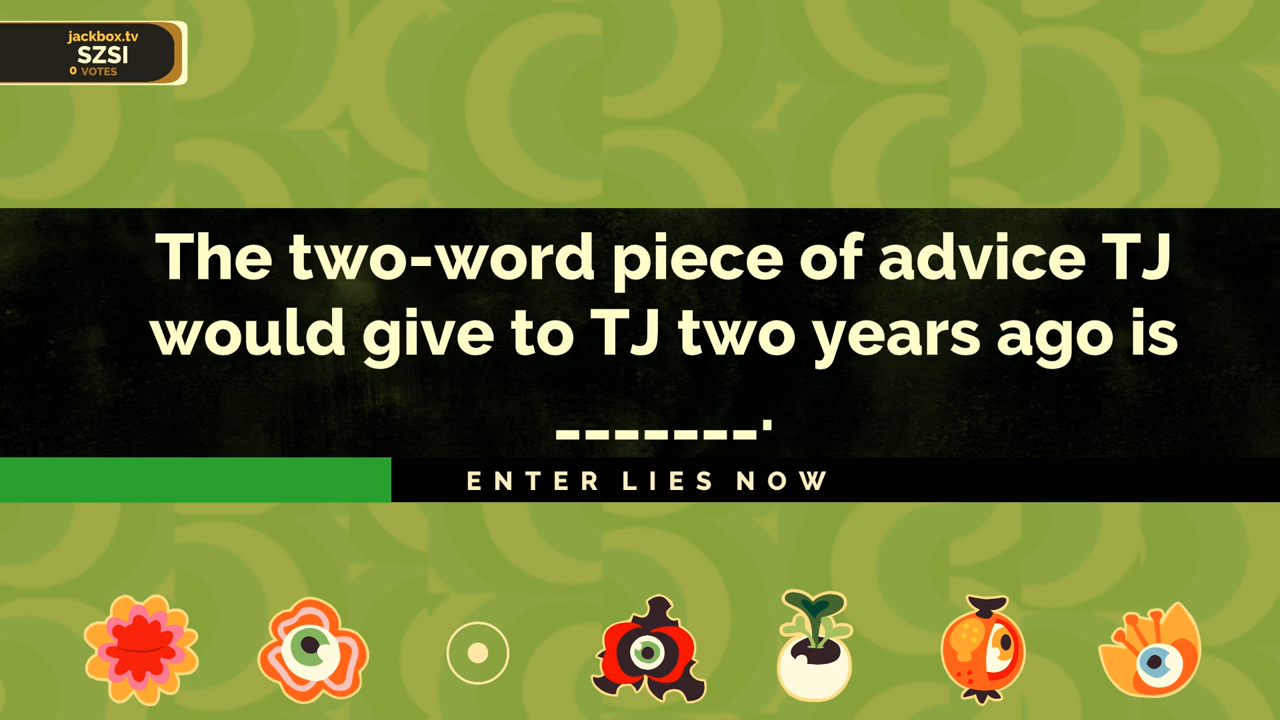 jackbox.tv
SZSI
0 VOTES
The two-word piece of advice TJ
would give to TJ two years ago is
_______.
ENTER LIES NOW